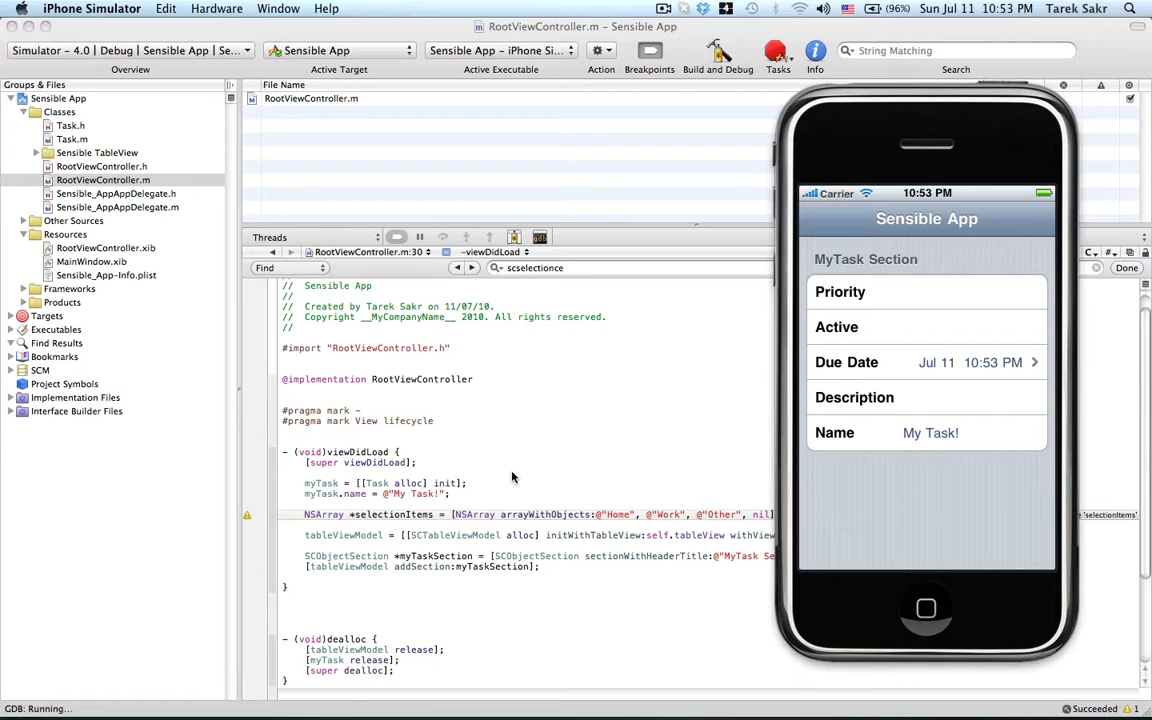 iPhone Simulator Edit Hardware Window Help 4 (96%) Sun Jul 11 10:53 PM Tarek Sakr
RootViewController.m - Sensible App
Simulator - 4.0 | Debug | Sensible App | Se... Sensible App Sensible App - iPhone Si... String Matching
Overview Active Target Active Executable Action Breakpoints Build and Debug Tasks Info Search
Groups & Files
File Name
Sensible App
RootViewController.m
Classes
Task.h
Task.m
Sensible TableView
RootViewController.h
RootViewController.m
Sensible_AppAppDelegate.h
Sensible_AppAppDelegate.m
Other Sources
Resources
RootViewController.xib
MainWindow.xib
Sensible_App-Info.plist
Frameworks
Products
Targets
Executables
Find Results
Bookmarks
SCM
Project Symbols
Implementation Files
Interface Builder Files
Threads
gdb
RootViewController.m:30 -viewDidLoad C #
Find scselectionce Done
// Sensible App
//
// Created by Tarek Sakr on 11/07/10.
// Copyright __MyCompanyName__ 2010. All rights reserved.
//
#import "RootViewController.h"
@implementation RootViewController
#pragma mark -
#pragma mark View lifecycle
- (void)viewDidLoad {
[super viewDidLoad];
myTask = [[Task alloc] init];
myTask.name = @"My Task!";
NSArray *selectionItems = [NSArray arrayWithObjects:@"Home", @"Work", @"Other", nil]
'selectionItems'
tableViewModel = [[SCTableViewModel alloc] initWithTableView:self.tableView withView
SCObjectSection *myTaskSection = [SCObjectSection sectionWithHeaderTitle:@"MyTask Se
[tableViewModel addSection:myTaskSection];
}
- (void)dealloc {
[tableViewModel release];
[myTask release];
[super dealloc];
}
Carrier 10:53 PM
Sensible App
MyTask Section
Priority
Active
Due Date Jul 11 10:53 PM
Description
Name My Task!
GDB: Running... Succeeded 1